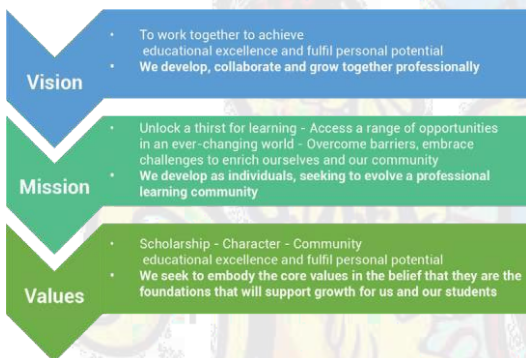 Vision
• To work together to achieve
educational excellence and fulfil personal potential
• We develop, collaborate and grow together professionally
Mission
• Unlock a thirst for learning - Access a range of opportunities
in an ever-changing world - Overcome barriers, embrace
challenges to enrich ourselves and our community
• We develop as individuals, seeking to evolve a professional
learning community
Values
• Scholarship - Character - Community
educational excellence and fulfil personal potential
• We seek to embody the core values in the belief that they are the
foundations that will support growth for us and our students